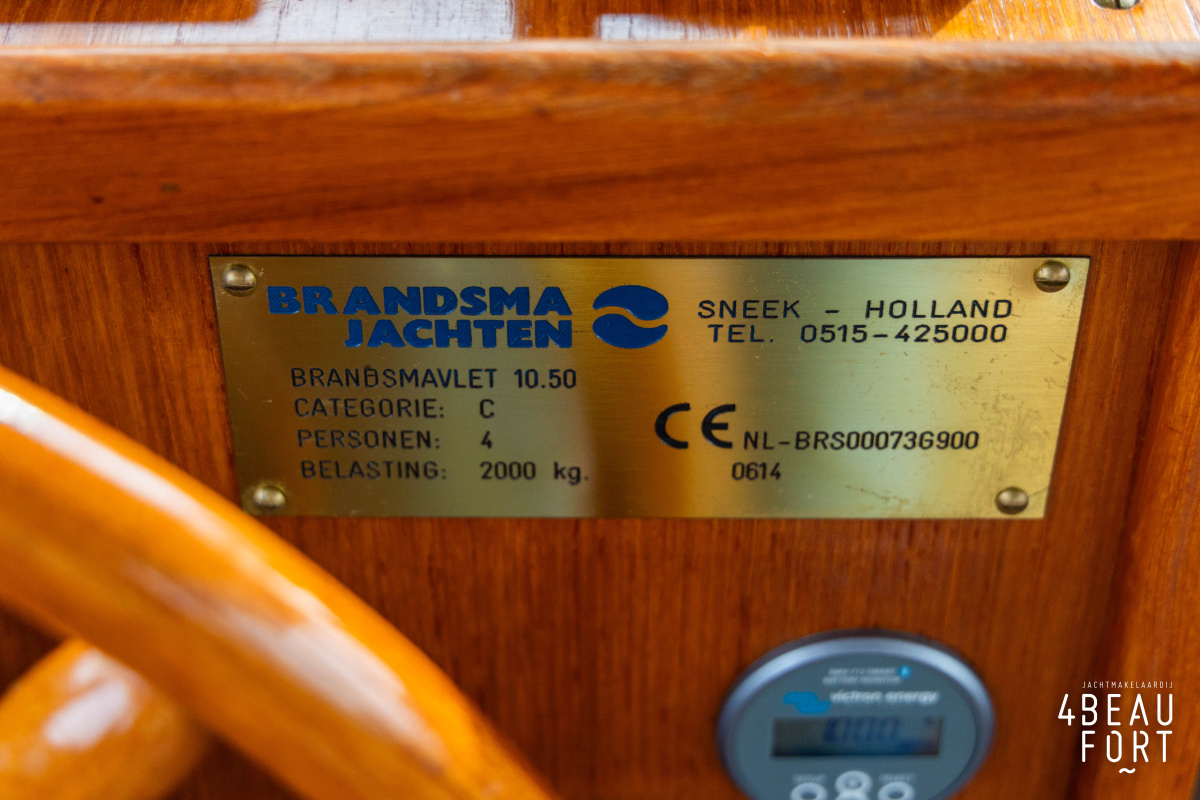 BRANDSMA
JACHTEN
SNEEK - HOLLAND
TEL. 0515-425000
BRANDSMAVLET 10.50
CATEGORIE: C
PERSONEN: 4
BELASTING: 2000 kg.
CE NL-BRS00073G900
0614
victron energy
JACHTMAKELAARDIJ
4BEAU
FORT